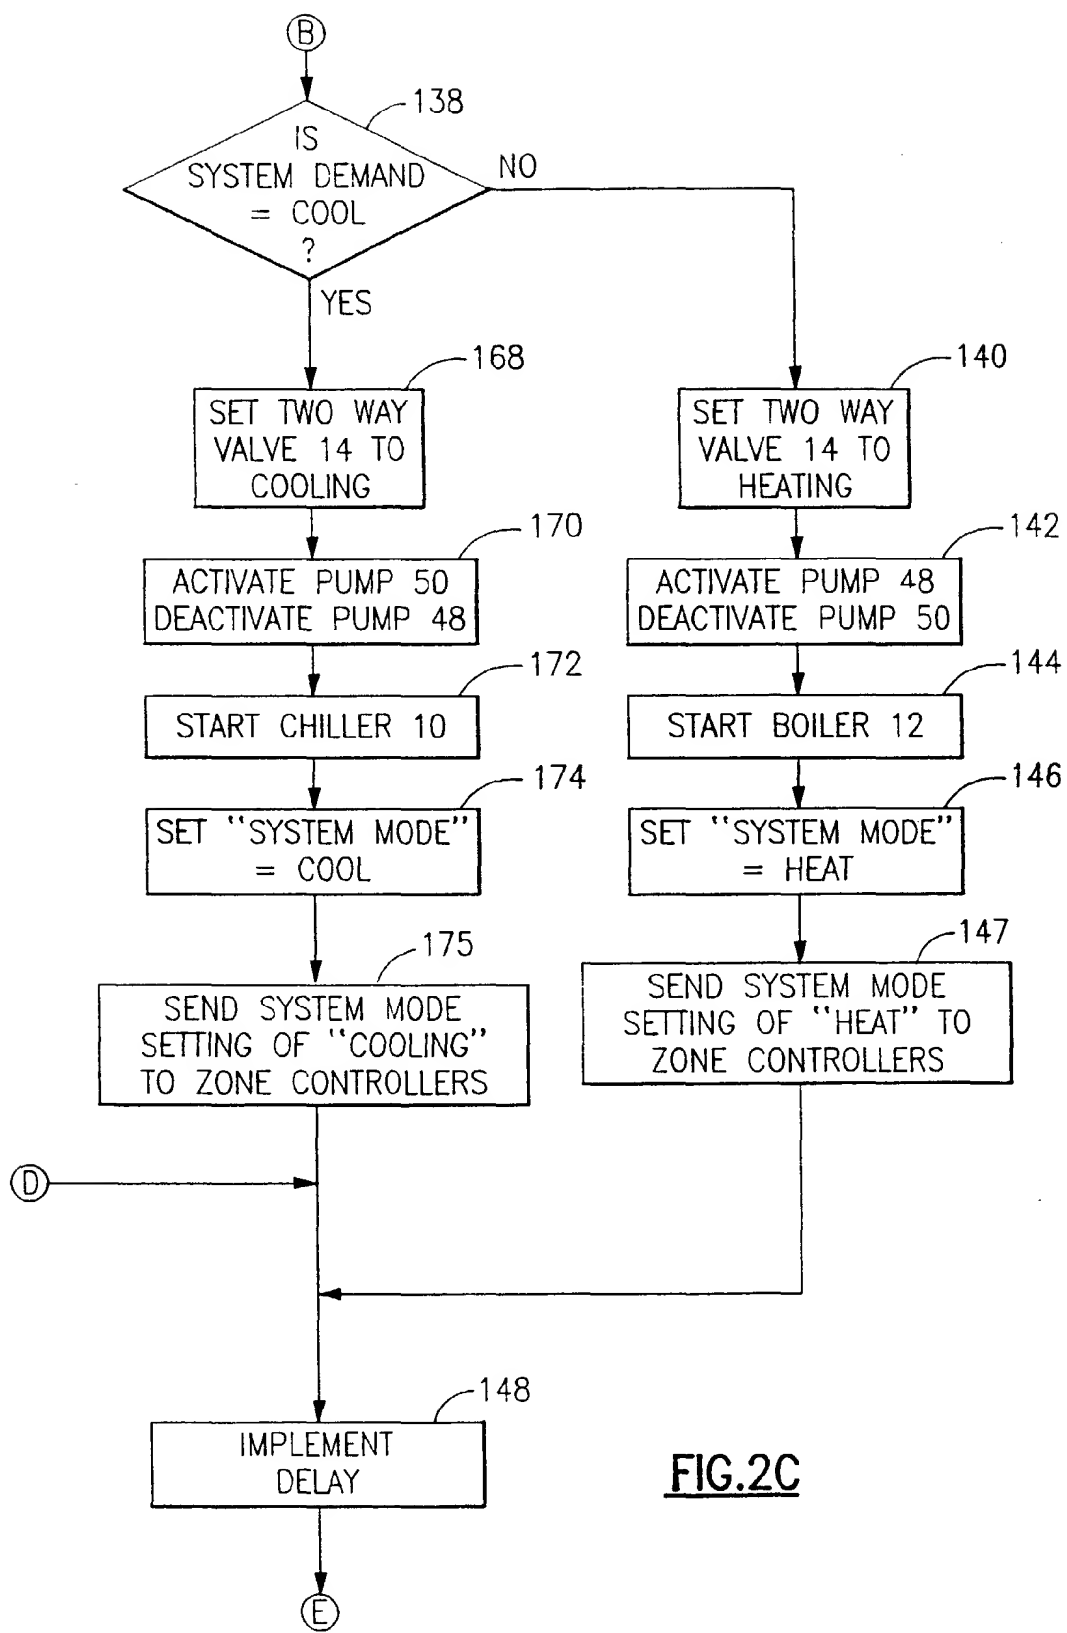 B
138
IS
SYSTEM DEMAND
= COOL
?
NO
YES
168
SET TWO WAY
VALVE 14 TO
COOLING
140
SET TWO WAY
VALVE 14 TO
HEATING
170
ACTIVATE PUMP 50
DEACTIVATE PUMP 48
142
ACTIVATE PUMP 48
DEACTIVATE PUMP 50
172
START CHILLER 10
144
START BOILER 12
174
SET "SYSTEM MODE"
= COOL
146
SET "SYSTEM MODE"
= HEAT
175
SEND SYSTEM MODE
SETTING OF "COOLING"
TO ZONE CONTROLLERS
147
SEND SYSTEM MODE
SETTING OF "HEAT" TO
ZONE CONTROLLERS
D
148
IMPLEMENT
DELAY
E
FIG.2C